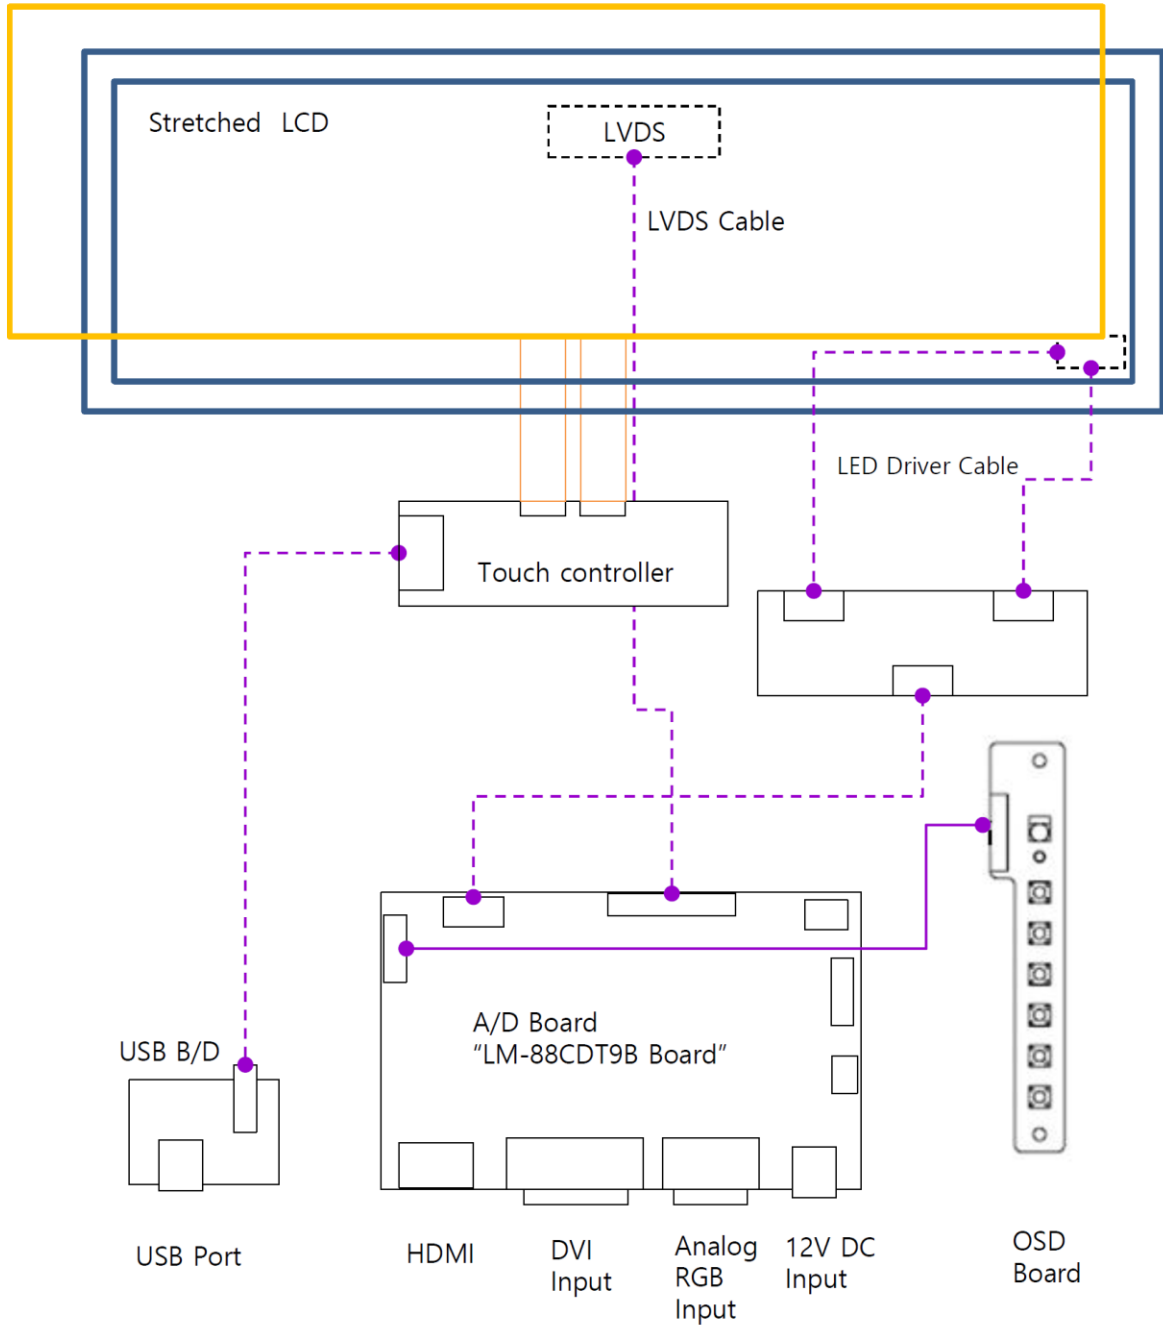 Stretched LCD
LVDS
LVDS Cable
LED Driver Cable
Touch controller
A/D Board
“LM-88CDT9B Board”
USB B/D
USB Port
HDMI
DVI
Input
Analog
RGB
Input
12V DC
Input
OSD
Board